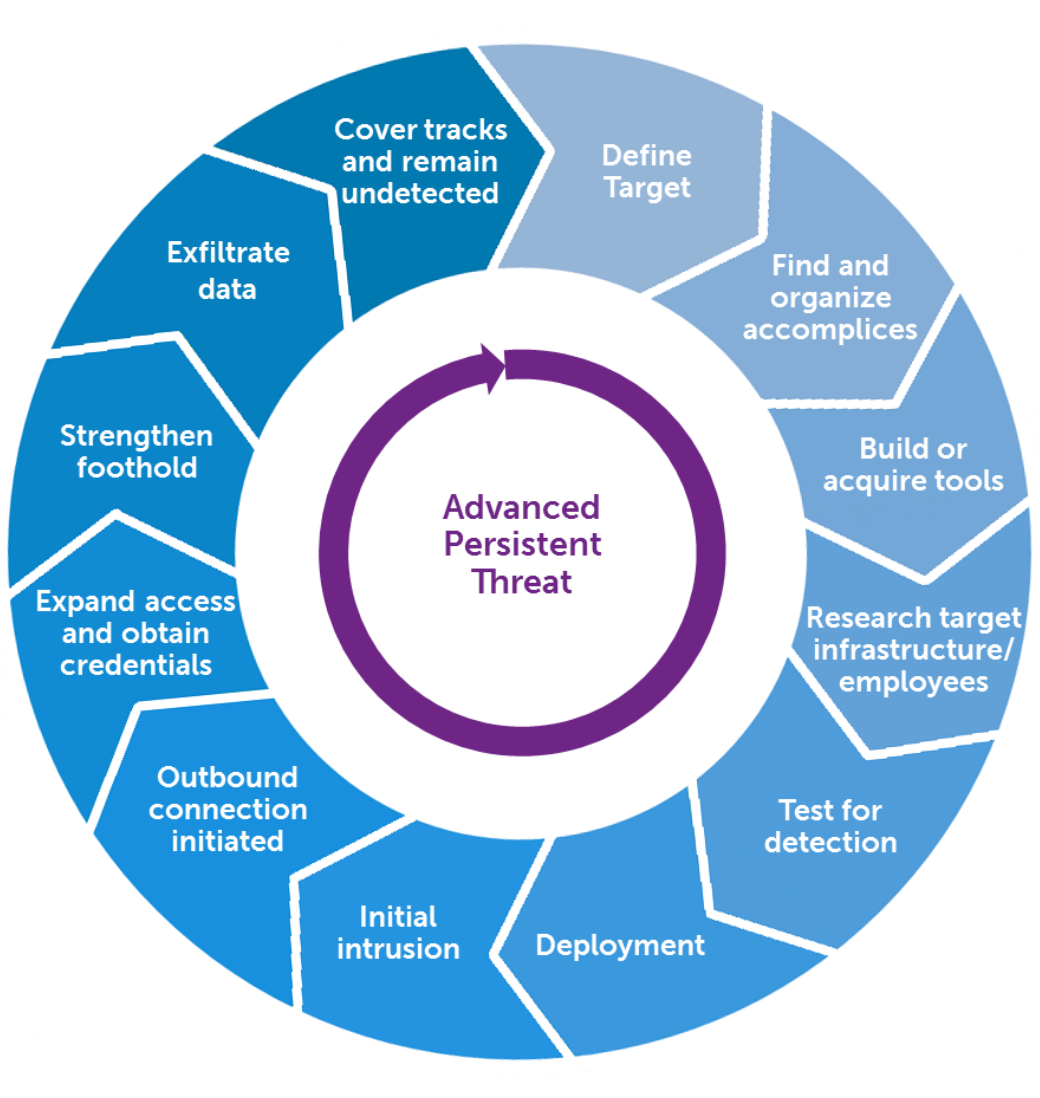 Define
Target
Find and
organize
accomplices
Build or
acquire tools
Research target
infrastructure/
employees
Test for
detection
Deployment
Initial
intrusion
Outbound
connection
initiated
Expand access
and obtain
credentials
Strengthen
foothold
Exfiltrate
data
Cover tracks
and remain
undetected
Advanced
Persistent
Threat